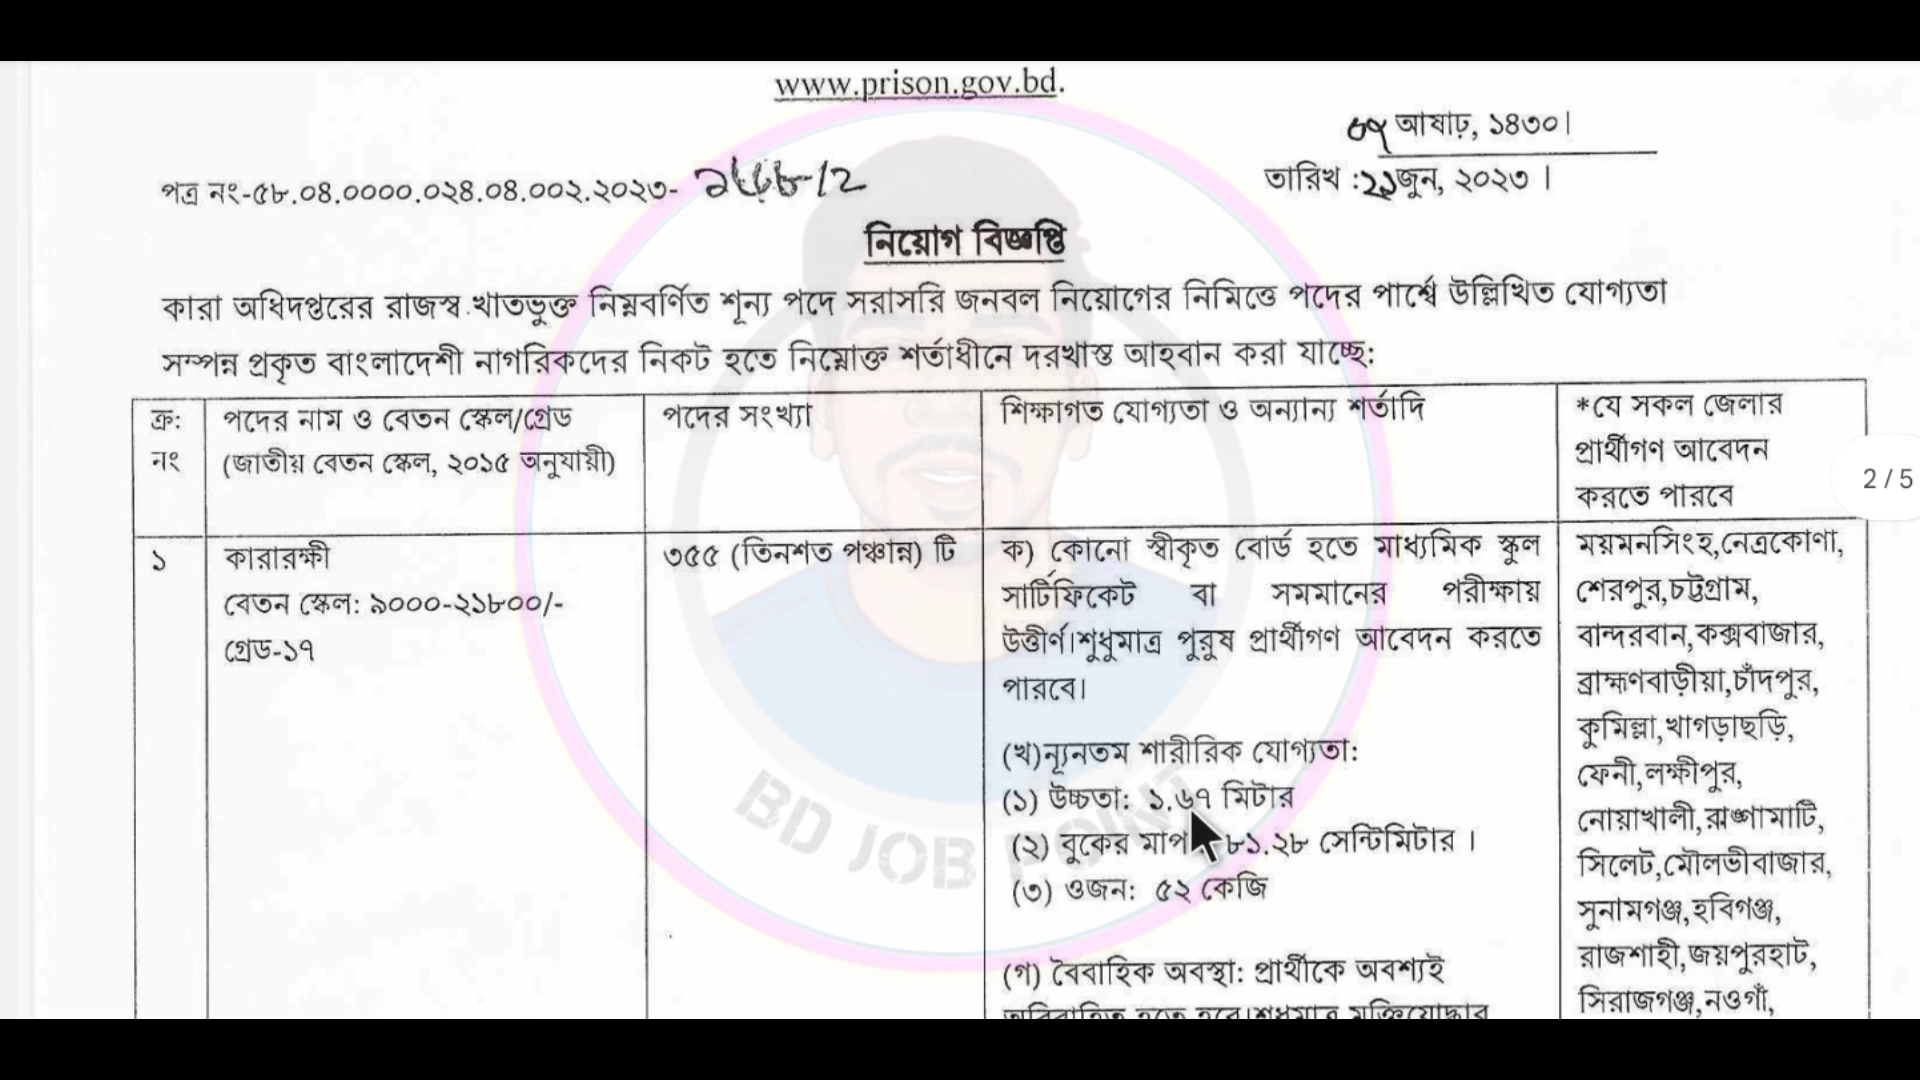 www.prison.gov.bd.
০৭ আষাঢ়, ১৪৩০।
পত্র নং-৫৮.০৪.০০০০.০২৪.০৪.০০২.২০২৩-
তারিখ :২১জুন, ২০২৩ ।
নিয়োগ বিজ্ঞপ্তি
কারা অধিদপ্তরের রাজস্ব খাতভুক্ত নিম্নবর্ণিত শূন্য পদে সরাসরি জনবল নিয়োগের নিমিত্তে পদের পার্শ্বে উল্লিখিত যোগ্যতা
সম্পন্ন প্রকৃত বাংলাদেশী নাগরিকদের নিকট হতে নিম্নোক্ত শর্তাধীনে দরখাস্ত আহবান করা যাচ্ছে:
ক্র:
নং
পদের নাম ও বেতন স্কেল/গ্রেড
(জাতীয় বেতন স্কেল, ২০১৫ অনুযায়ী)
পদের সংখ্যা
শিক্ষাগত যোগ্যতা ও অন্যান্য শর্তাদি
*যে সকল জেলার
প্রার্থীগণ আবেদন
করতে পারবে
2 / 5
১
কারারক্ষী
বেতন স্কেল: ৯০০০-২১৮০০/-
গ্রেড-১৭
৩৫৫ (তিনশত পঞ্চান্ন) টি
ক) কোনো স্বীকৃত বোর্ড হতে মাধ্যমিক স্কুল
সার্টিফিকেট বা সমমানের পরীক্ষায়
উত্তীর্ণ।শুধুমাত্র পুরুষ প্রার্থীগণ আবেদন করতে
পারবে।
(খ)ন্যূনতম শারীরিক যোগ্যতা:
(১) উচ্চতা: ১.৬৭ মিটার
(২) বুকের মাপ ৮১.২৮ সেন্টিমিটার ।
(৩) ওজন: ৫২ কেজি
(গ) বৈবাহিক অবস্থা: প্রার্থীকে অবশ্যই
অবিবাহিত হতে হবে।শুধুমাত্র মুক্তিযোদ্ধার
ময়মনসিংহ,নেত্রকোণা,
শেরপুর,চট্টগ্রাম,
বান্দরবান,কক্সবাজার,
ব্রাহ্মণবাড়ীয়া,চাঁদপুর,
কুমিল্লা,খাগড়াছড়ি,
ফেনী,লক্ষীপুর,
নোয়াখালী,রাঙ্গামাটি,
সিলেট,মৌলভীবাজার,
সুনামগঞ্জ,হবিগঞ্জ,
রাজশাহী,জয়পুরহাট,
সিরাজগঞ্জ,নওগাঁ,
BD JOB POINT